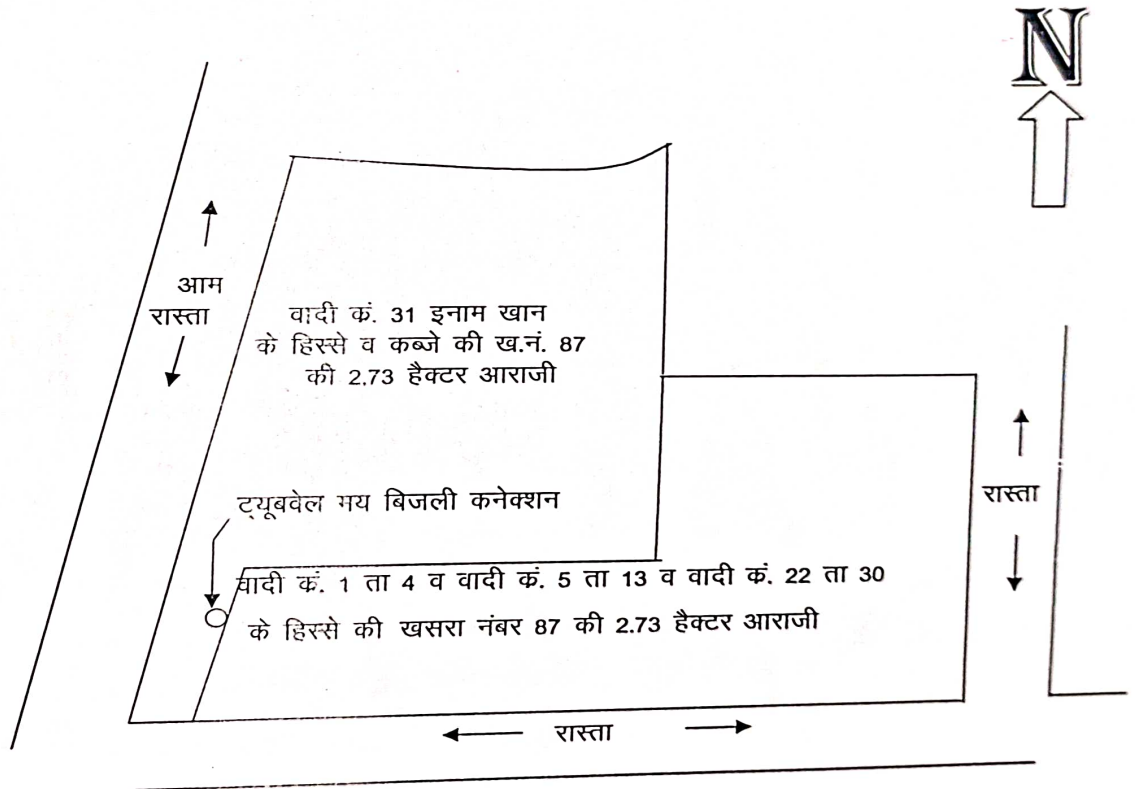 N
आम
रास्ता
वादी कं. 31 इनाम खान
के हिस्से व कब्जे की ख.नं. 87
की 2.73 हैक्टर आराजी
रास्ता
ट्यूबवेल मय बिजली कनेक्शन
वादी कं. 1 ता 4 व वादी कं. 5 ता 13 व वादी कं. 22 ता 30
के हिस्से की खसरा नंबर 87 की 2.73 हैक्टर आराजी
रास्ता